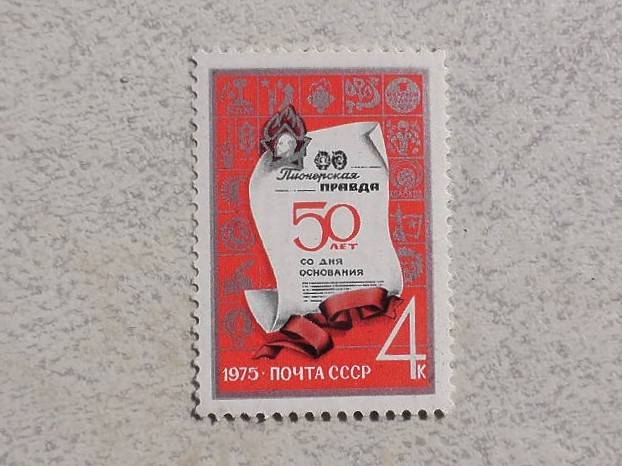 Пионерская
ПРАВДА
50
ЛЕТ
СО ДНЯ
ОСНОВАНИЯ
4к
1975 · ПОЧТА СССР